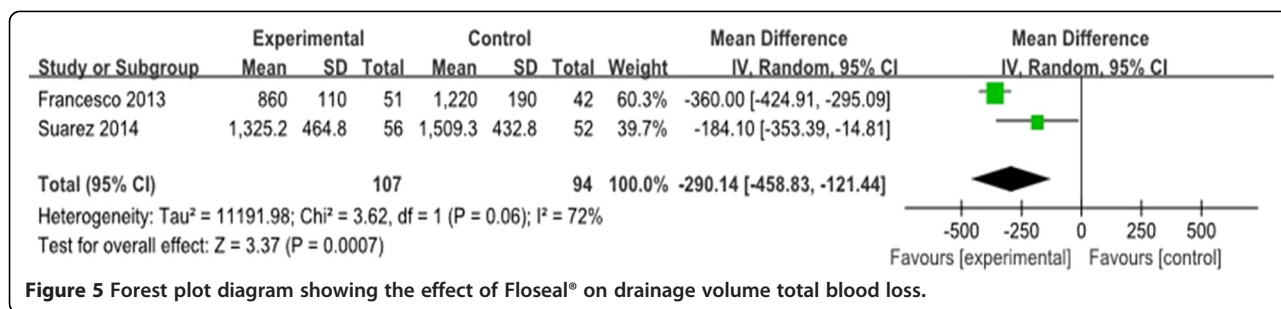 Experimental Control Mean Difference Mean Difference
Study or Subgroup Mean SD Total Mean SD Total Weight IV, Random, 95% CI IV, Random, 95% CI
Francesco 2013 860 110 51 1,220 190 42 60.3% -360.00 [-424.91, -295.09]
Suarez 2014 1,325.2 464.8 56 1,509.3 432.8 52 39.7% -184.10 [-353.39, -14.81]
Total (95% CI) 107 94 100.0% -290.14 [-458.83, -121.44]
Heterogeneity: Tau² = 11191.98; Chi² = 3.62, df = 1 (P = 0.06); I² = 72%
Test for overall effect: Z = 3.37 (P = 0.0007)
-500 -250 0 250 500
Favours [experimental] Favours [control]
Figure 5 Forest plot diagram showing the effect of Floseal® on drainage volume total blood loss.